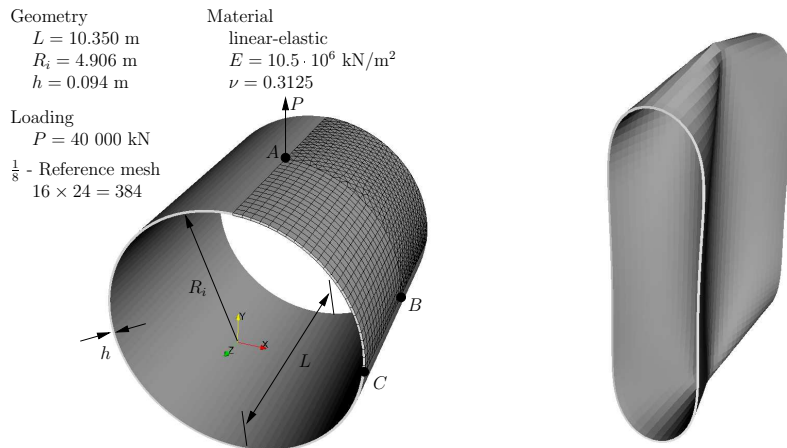 Geometry
L = 10.350 m
R_i = 4.906 m
h = 0.094 m
Material
linear-elastic
E = 10.5 · 10^6 kN/m^2
ν = 0.3125
Loading
P = 40 000 kN
1/8 - Reference mesh
16 × 24 = 384
P
A
R_i
B
L
h
C
Y
X
Z